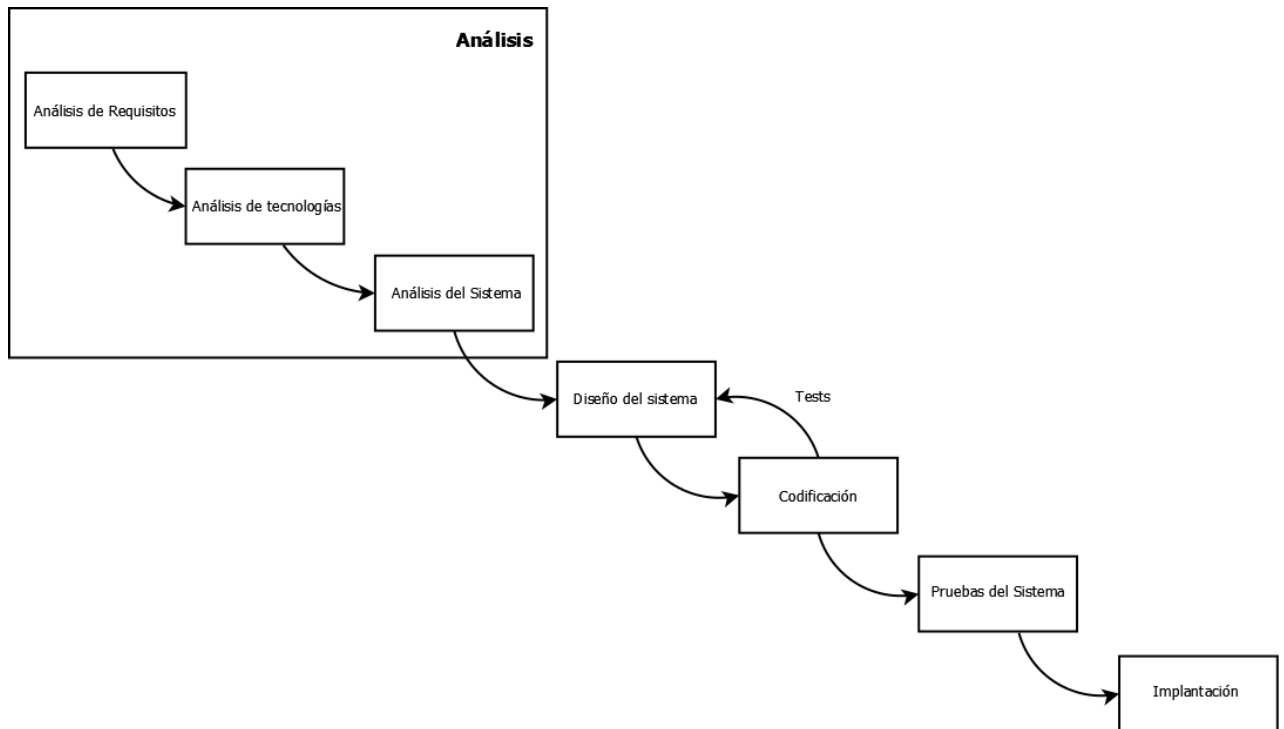 Análisis
Análisis de Requisitos
Análisis de tecnologías
Análisis del Sistema
Diseño del sistema
Tests
Codificación
Pruebas del Sistema
Implantación